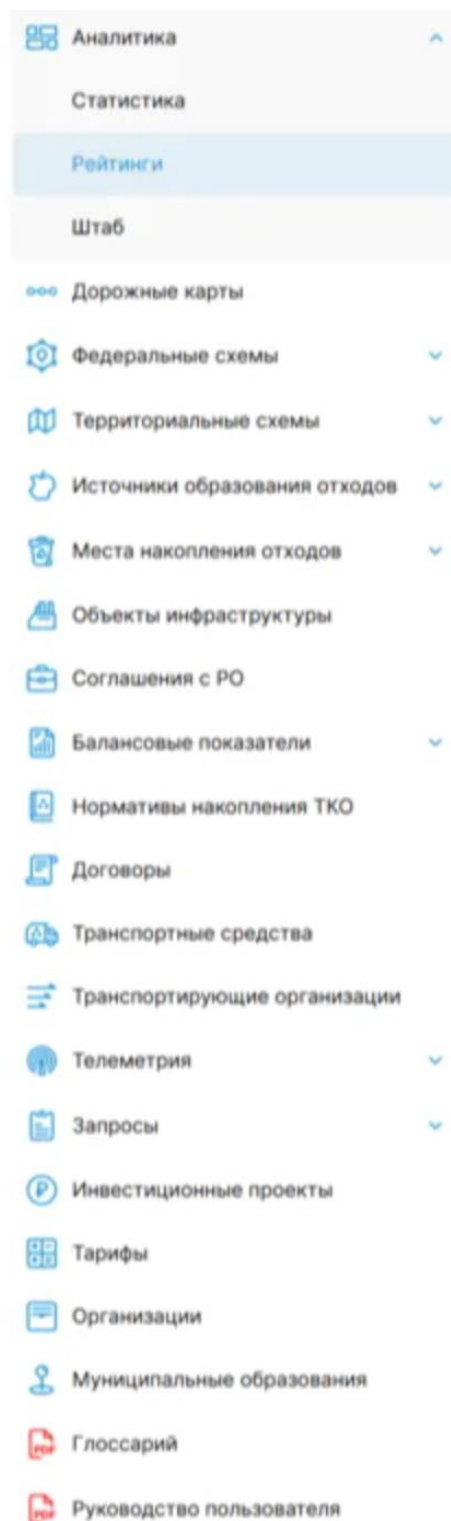 Аналитика
Статистика
Рейтинги
Штаб
Дорожные карты
Федеральные схемы
Территориальные схемы
Источники образования отходов
Места накопления отходов
Объекты инфраструктуры
Соглашения с РО
Балансовые показатели
Нормативы накопления ТКО
Договоры
Транспортные средства
Транспортирующие организации
Телеметрия
Запросы
Инвестиционные проекты
Тарифы
Организации
Муниципальные образования
PDF Глоссарий
PDF Руководство пользователя